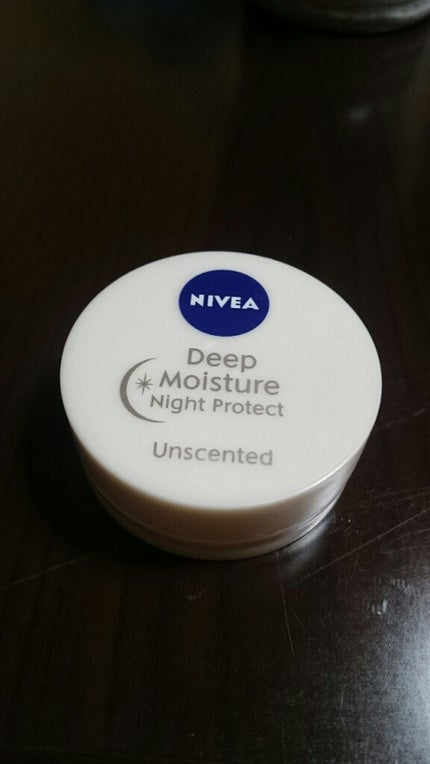 NIVEA
Deep
Moisture
Night Protect
Unscented